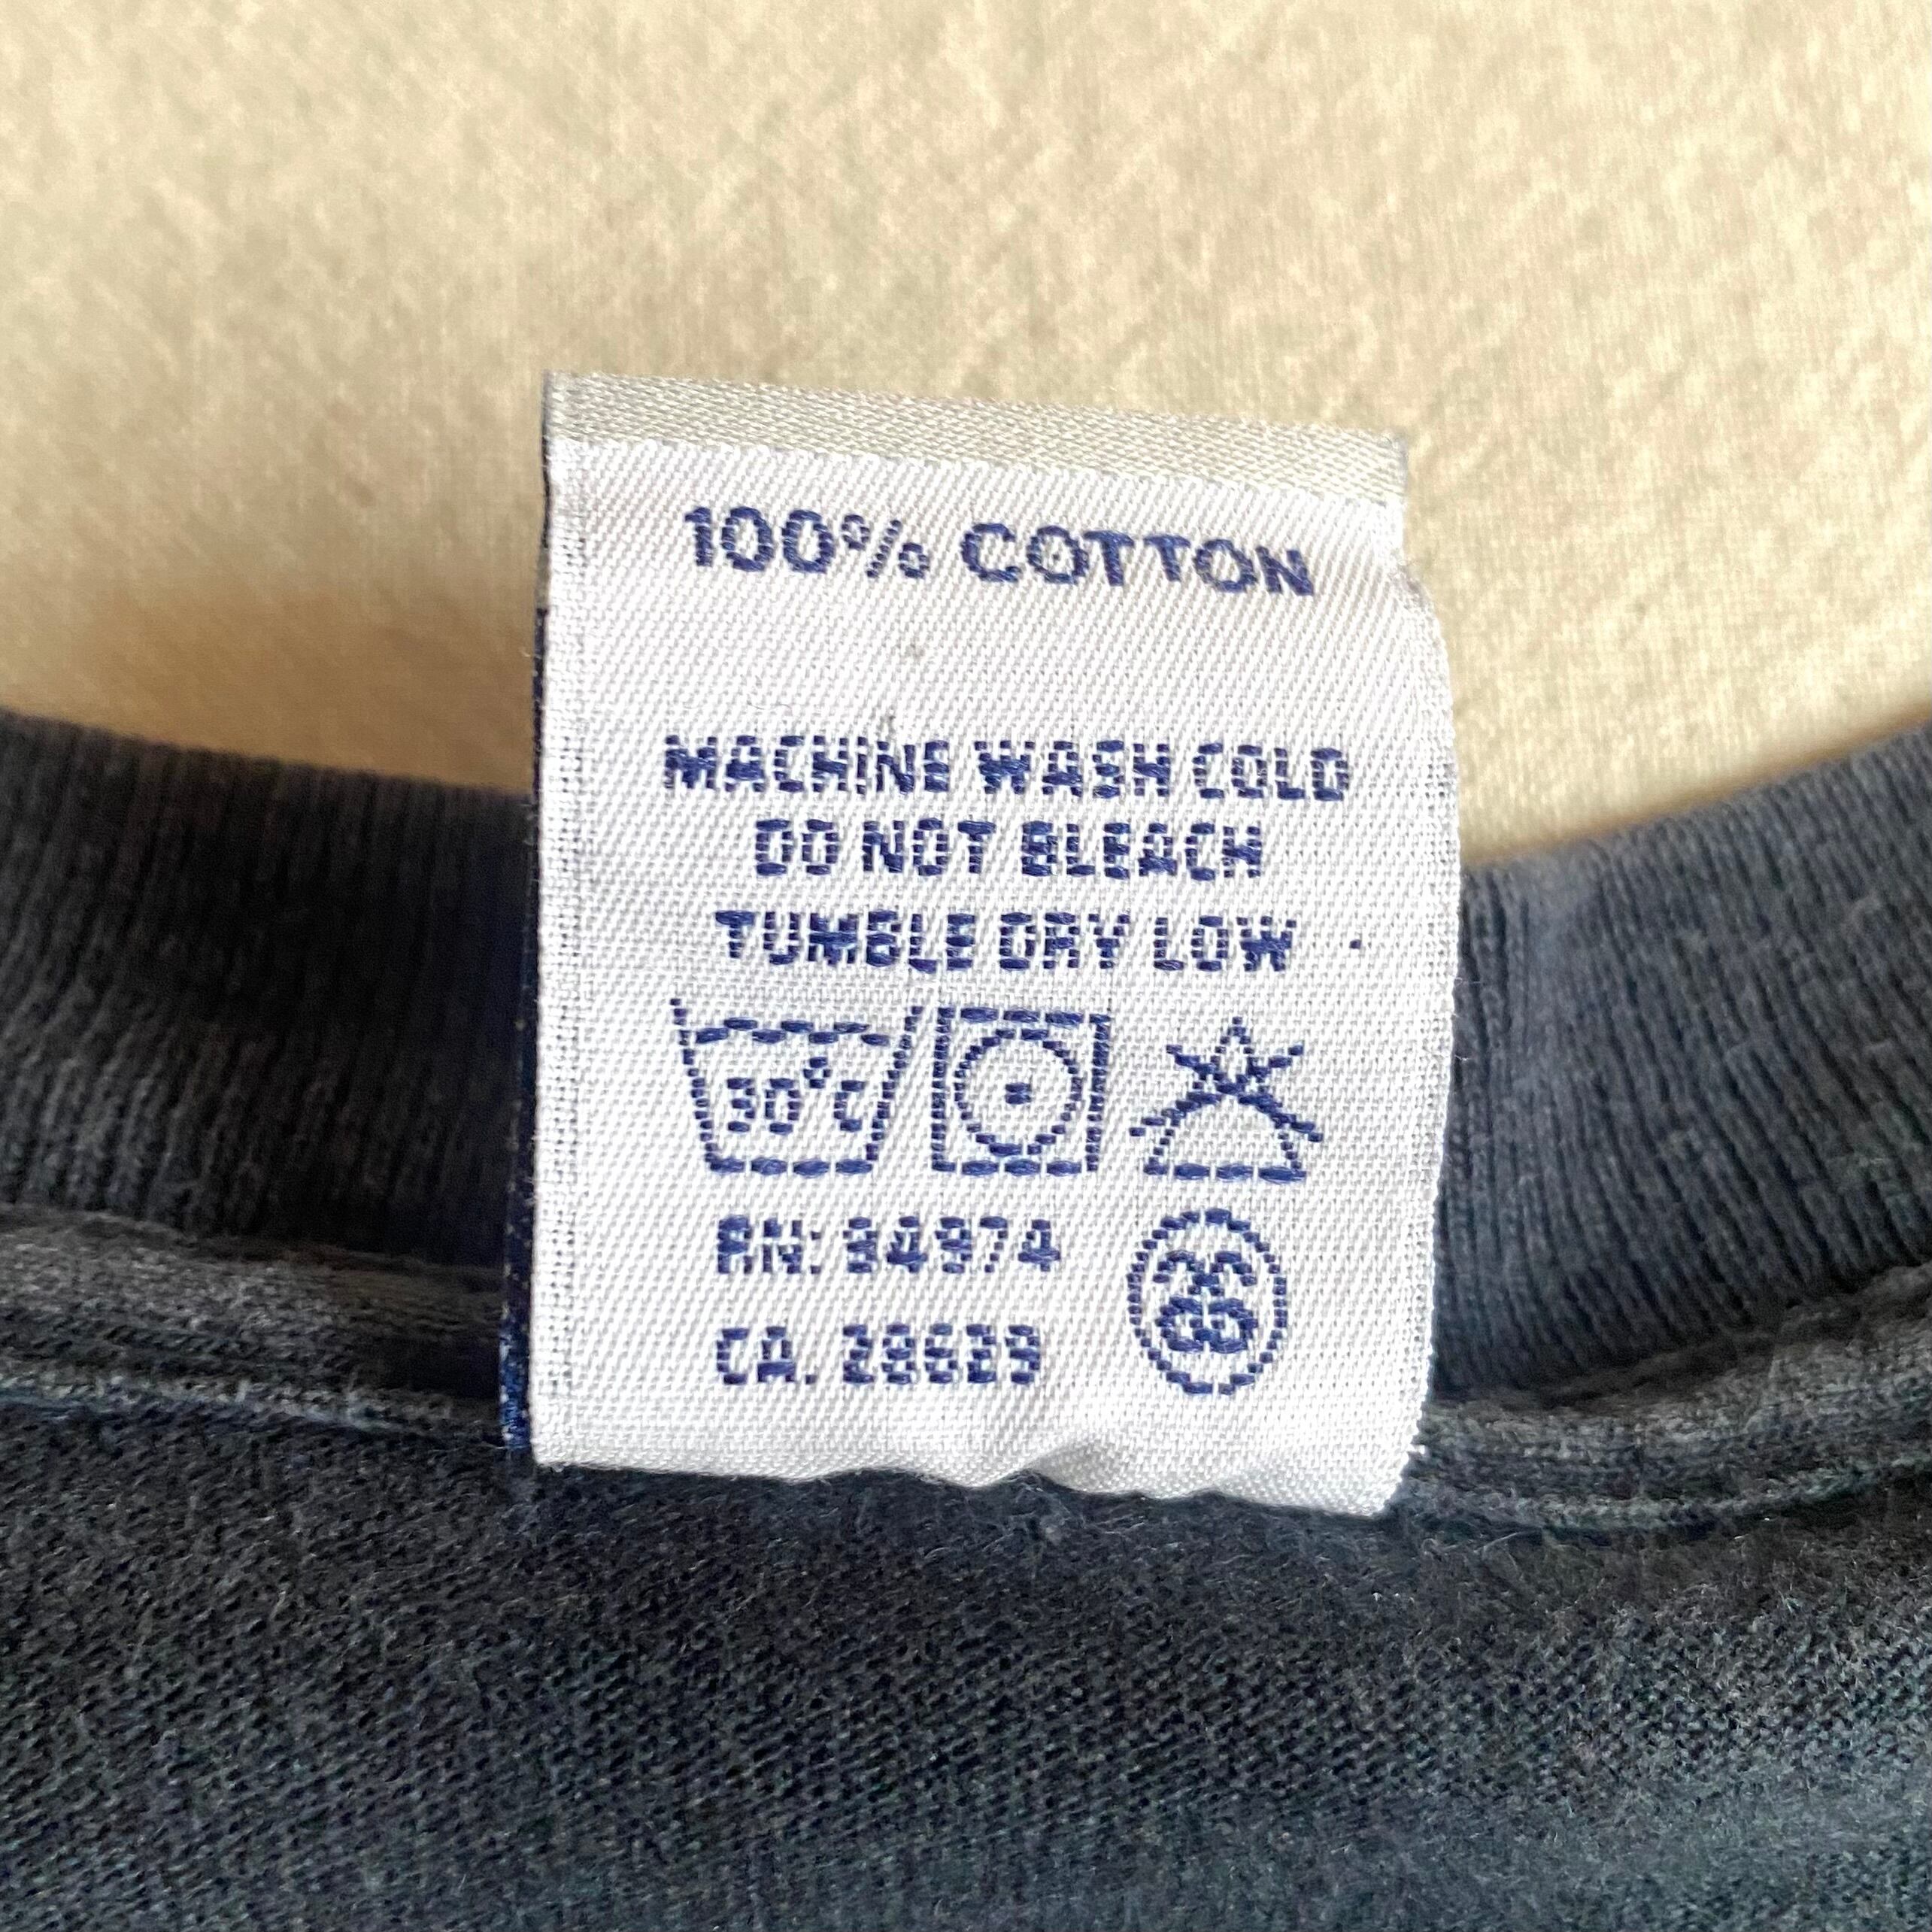 100% COTTON
MACHINE WASH COLD
DO NOT BLEACH
TUMBLE DRY LOW
30°C
RN: 94974
CA. 28629